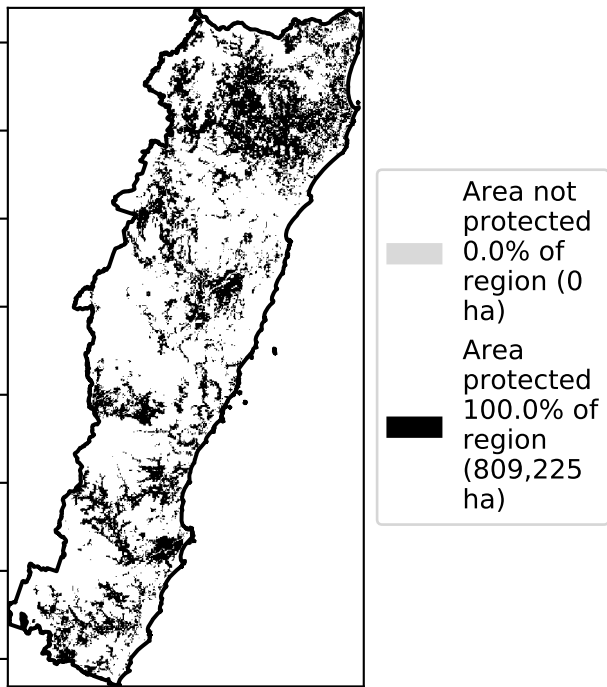 Area not
protected
0.0% of
region (0
ha)
Area
protected
100.0% of
region
(809,225
ha)